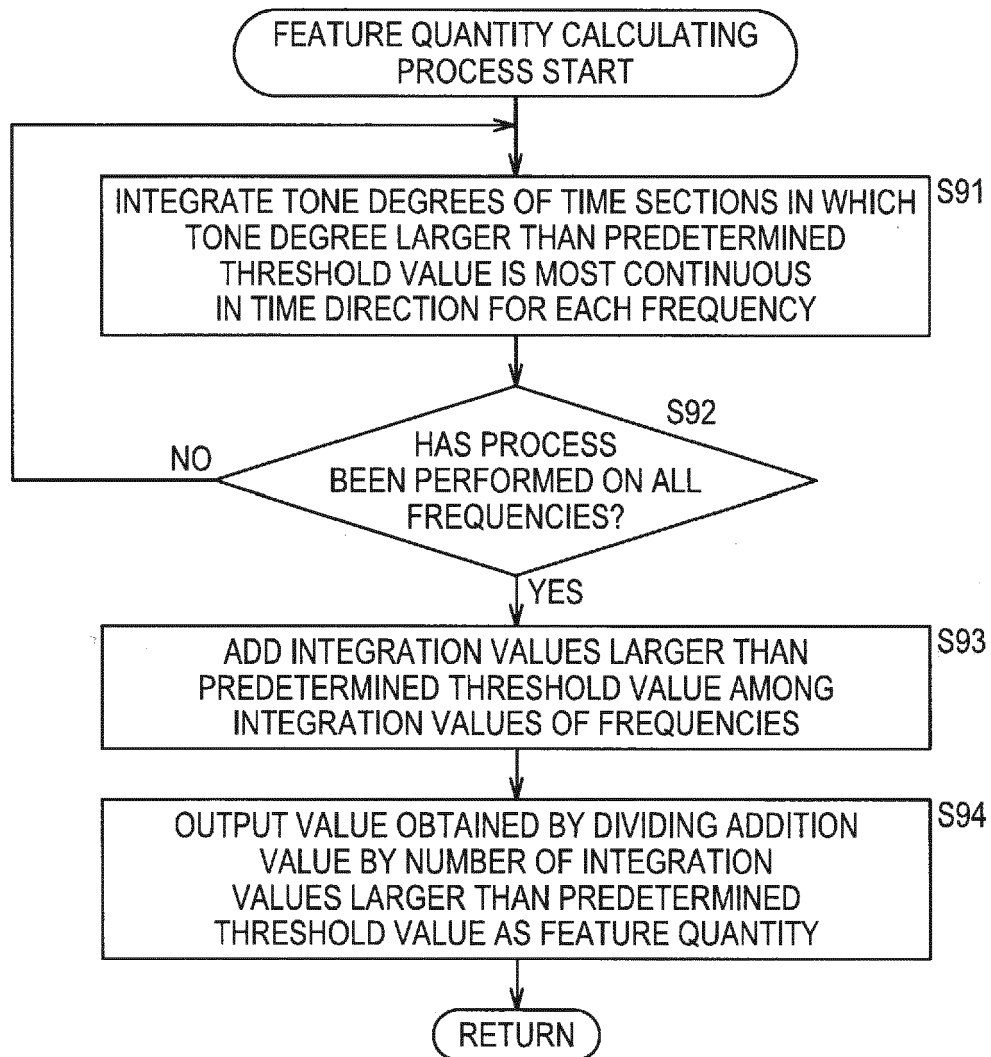 FEATURE QUANTITY CALCULATING
PROCESS START
S91
INTEGRATE TONE DEGREES OF TIME SECTIONS IN WHICH
TONE DEGREE LARGER THAN PREDETERMINED
THRESHOLD VALUE IS MOST CONTINUOUS
IN TIME DIRECTION FOR EACH FREQUENCY
S92
HAS PROCESS
BEEN PERFORMED ON ALL
FREQUENCIES?
NO
YES
S93
ADD INTEGRATION VALUES LARGER THAN
PREDETERMINED THRESHOLD VALUE AMONG
INTEGRATION VALUES OF FREQUENCIES
S94
OUTPUT VALUE OBTAINED BY DIVIDING ADDITION
VALUE BY NUMBER OF INTEGRATION
VALUES LARGER THAN PREDETERMINED
THRESHOLD VALUE AS FEATURE QUANTITY
RETURN